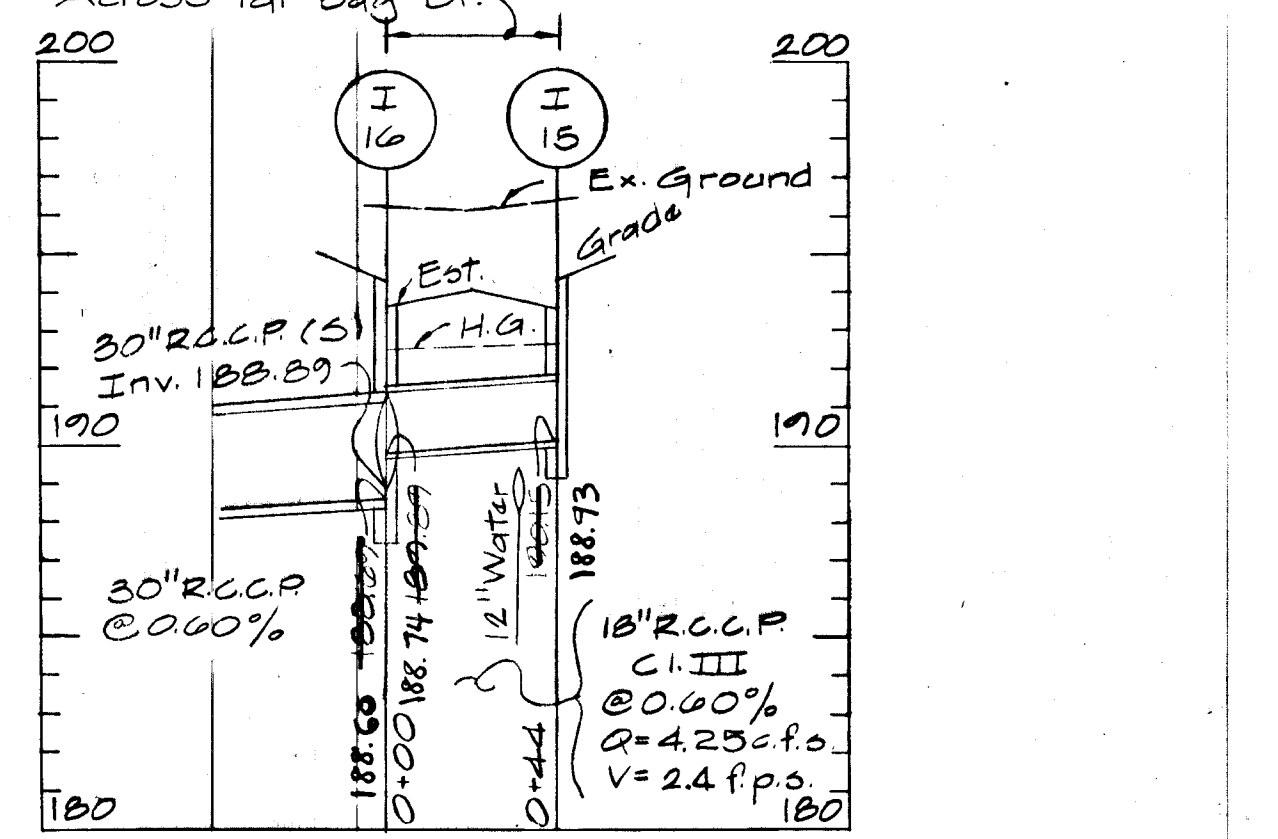 200
200
I
16
I
15
Ex. Ground
Grade
Est.
H.G.
30" R.C.C.P. (S)
Inv. 188.89
190
190
12" Water
188.93
188.74
188.60
0+00
0+44
30" R.C.C.P.
@ 0.60%
18" R.C.C.P.
Cl. III
@ 0.60%
Q = 4.25 c.f.s.
V = 2.4 f.p.s.
180
180